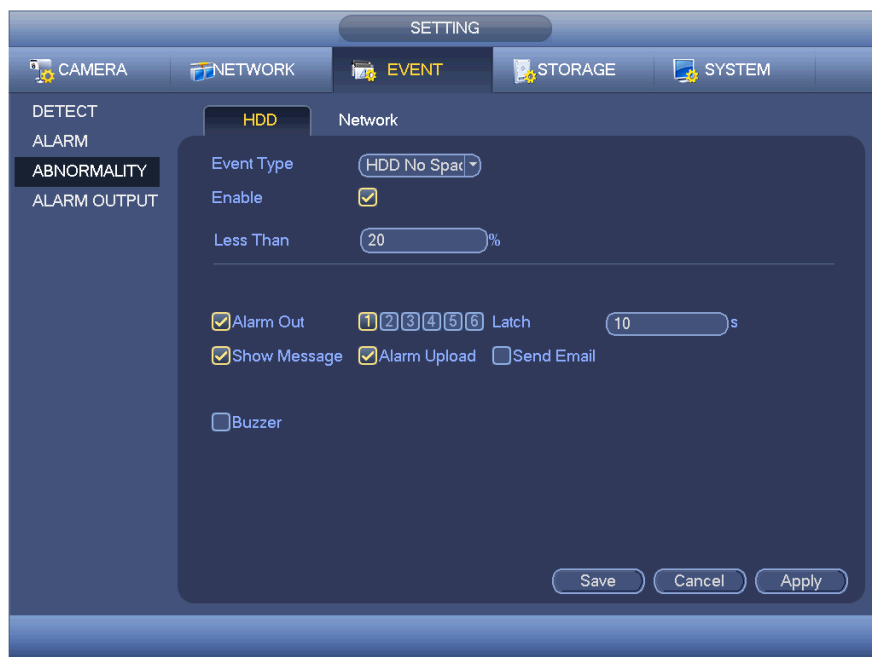 SETTING
CAMERA NETWORK EVENT STORAGE SYSTEM
DETECT
ALARM
ABNORMALITY
ALARM OUTPUT
HDD Network
Event Type HDD No Spac
Enable
Less Than 20 %
Alarm Out 1 2 3 4 5 6 Latch 10 s
Show Message Alarm Upload Send Email
Buzzer
Save Cancel Apply